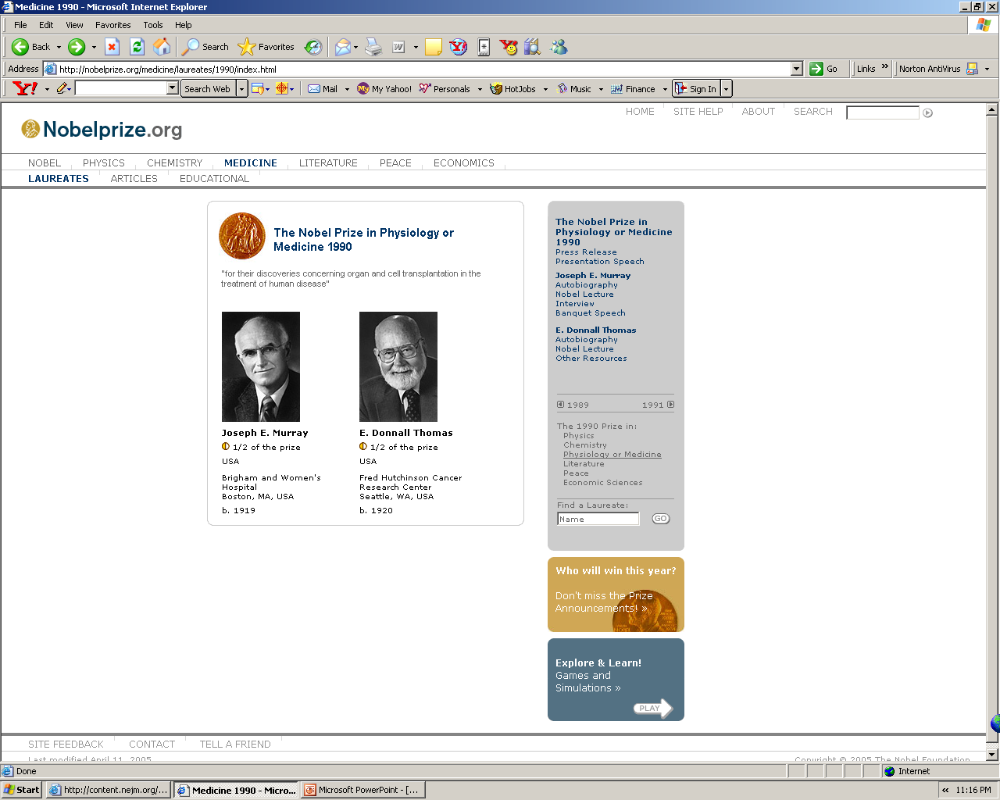 Medicine 1990 - Microsoft Internet Explorer
File Edit View Favorites Tools Help
Back Search Favorites
Address http://nobelprize.org/medicine/laureates/1990/index.html Go Links » Norton AntiVirus
Y! Search Web Mail My Yahoo! Personals HotJobs Music Finance Sign In
HOME SITE HELP ABOUT SEARCH
Nobelprize.org
NOBEL PHYSICS CHEMISTRY MEDICINE LITERATURE PEACE ECONOMICS
LAUREATES ARTICLES EDUCATIONAL
The Nobel Prize in Physiology or
Medicine 1990
"for their discoveries concerning organ and cell transplantation in the
treatment of human disease"
Joseph E. Murray
1/2 of the prize
USA
Brigham and Women's
Hospital
Boston, MA, USA
b. 1919
E. Donnall Thomas
1/2 of the prize
USA
Fred Hutchinson Cancer
Research Center
Seattle, WA, USA
b. 1920
The Nobel Prize in
Physiology or Medicine
1990
Press Release
Presentation Speech
Joseph E. Murray
Autobiography
Nobel Lecture
Interview
Banquet Speech
E. Donnall Thomas
Autobiography
Nobel Lecture
Other Resources
1989 1991
The 1990 Prize in:
Physics
Chemistry
Physiology or Medicine
Literature
Peace
Economic Sciences
Find a Laureate:
Name GO
Who will win this year?
Don't miss the Prize
Announcements! »
Explore & Learn!
Games and
Simulations »
PLAY
SITE FEEDBACK CONTACT TELL A FRIEND
Last modified April 11, 2005 Copyright © 2005 The Nobel Foundation
Done Internet
Start http://content.nejm.org/... Medicine 1990 - Micro... Microsoft PowerPoint - [... « 11:16 PM